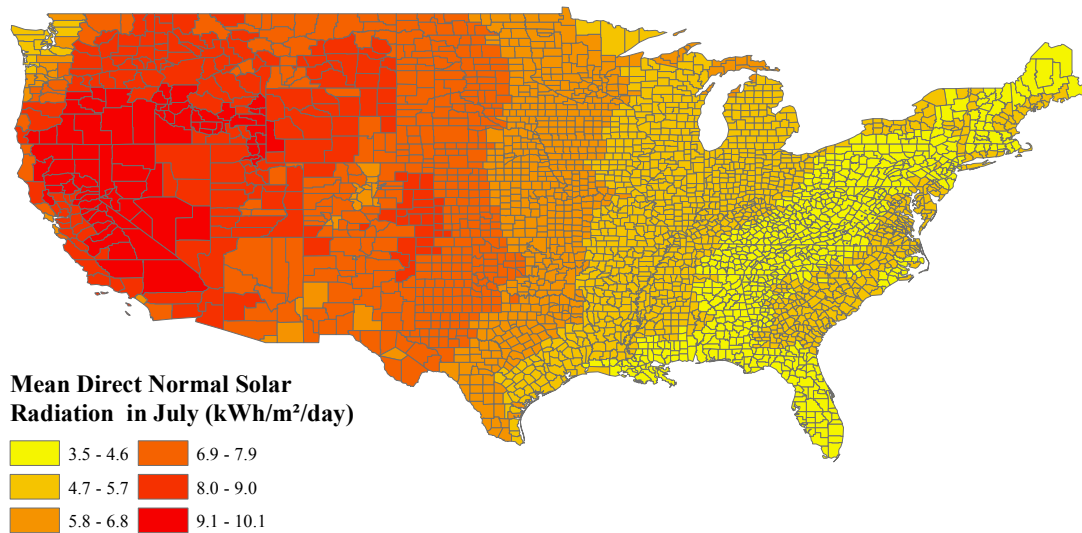 Mean Direct Normal Solar
Radiation in July (kWh/m²/day)
3.5 - 4.6
6.9 - 7.9
4.7 - 5.7
8.0 - 9.0
5.8 - 6.8
9.1 - 10.1